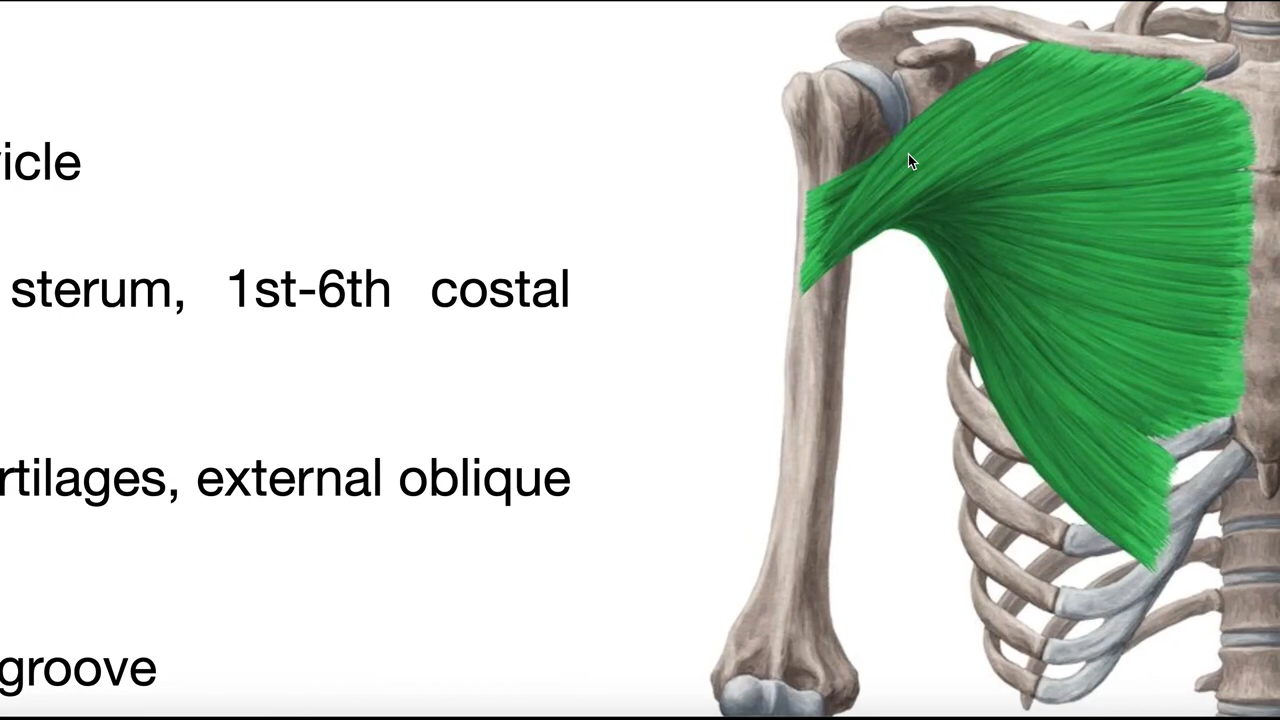 icle
sterum, 1st-6th costal
rtilages, external oblique
groove